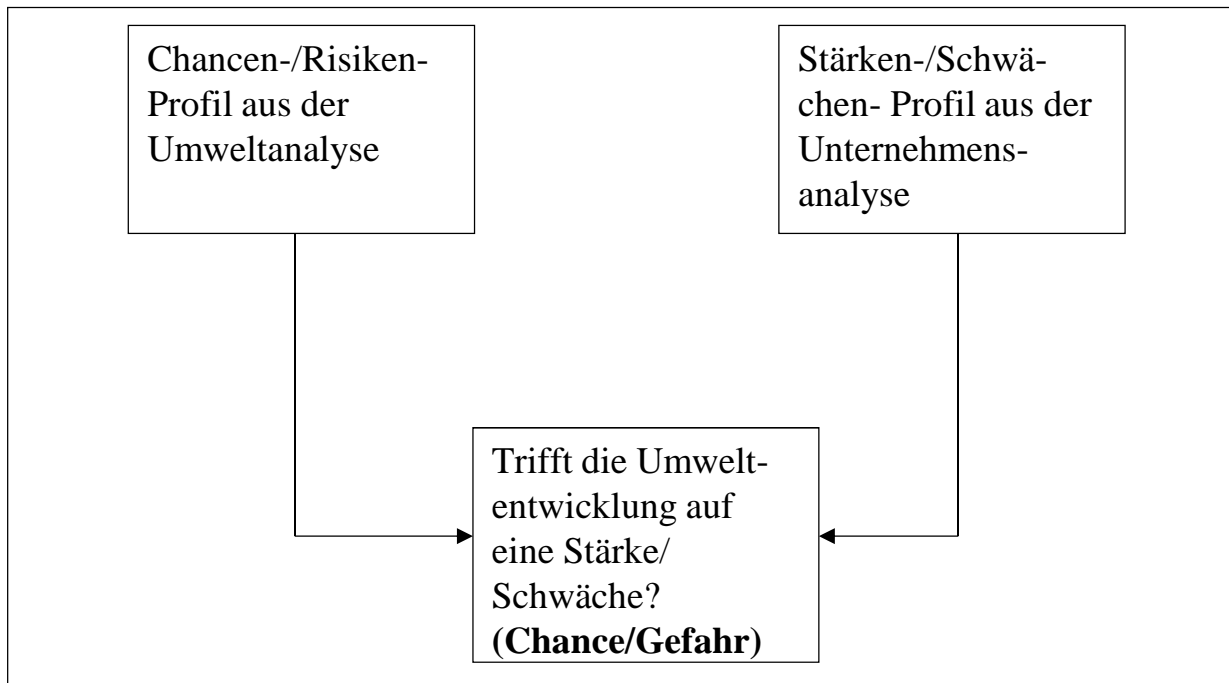 Chancen-/Risiken-
Profil aus der
Umweltanalyse
Stärken-/Schwä-
chen- Profil aus der
Unternehmens-
analyse
Trifft die Umwelt-
entwicklung auf
eine Stärke/
Schwäche?
(Chance/Gefahr)